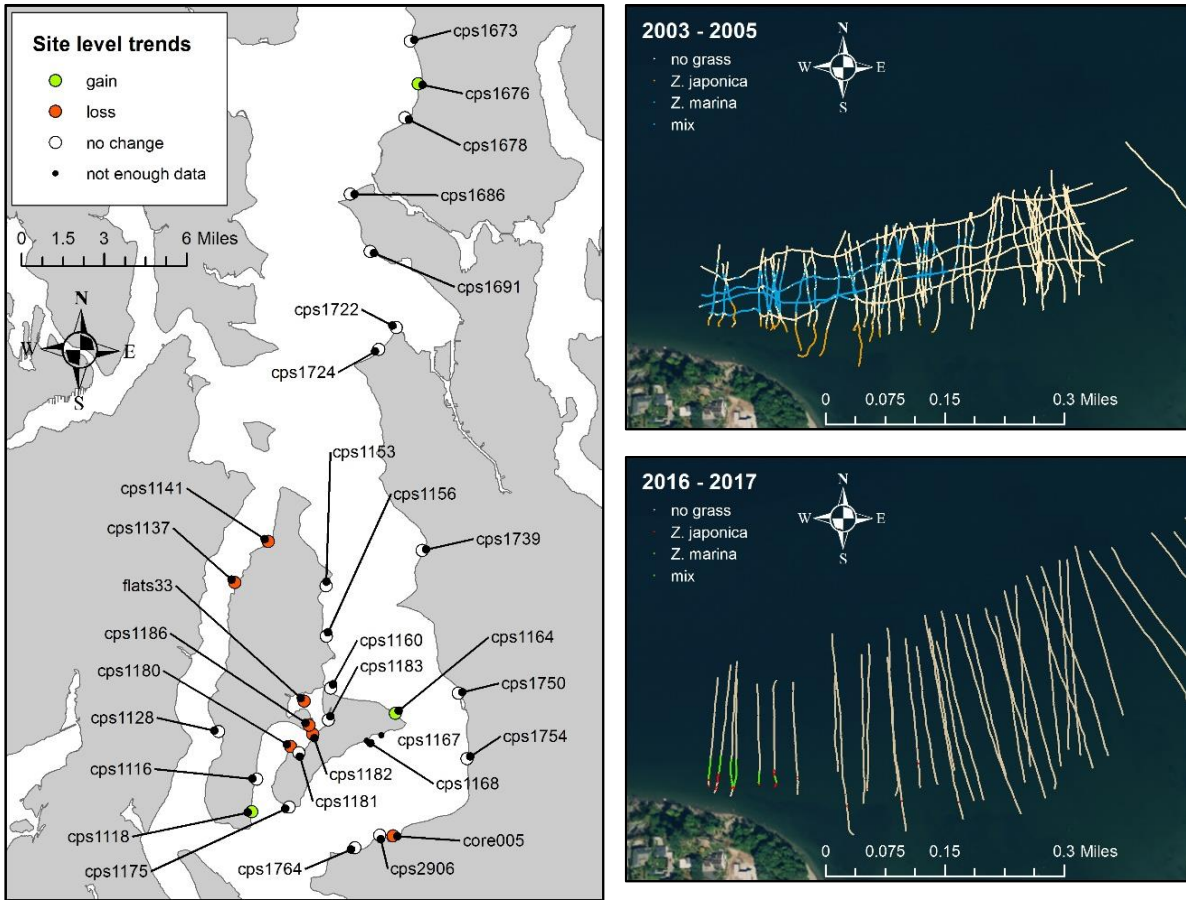 Site level trends
gain
loss
no change
not enough data
0 1.5 3 6 Miles
N
W E
S
cps1673
cps1676
cps1678
cps1686
cps1691
cps1722
cps1724
cps1153
cps1141
cps1156
cps1137
cps1739
flats33
cps1186
cps1160
cps1164
cps1180
cps1183
cps1750
cps1128
cps1167
cps1754
cps1116
cps1182
cps1168
cps1181
cps1118
core005
cps1175
cps1764
cps2906
2003 - 2005
no grass
Z. japonica
Z. marina
mix
N
W E
S
0 0.075 0.15 0.3 Miles
2016 - 2017
no grass
Z. japonica
Z. marina
mix
N
W E
S
0 0.075 0.15 0.3 Miles